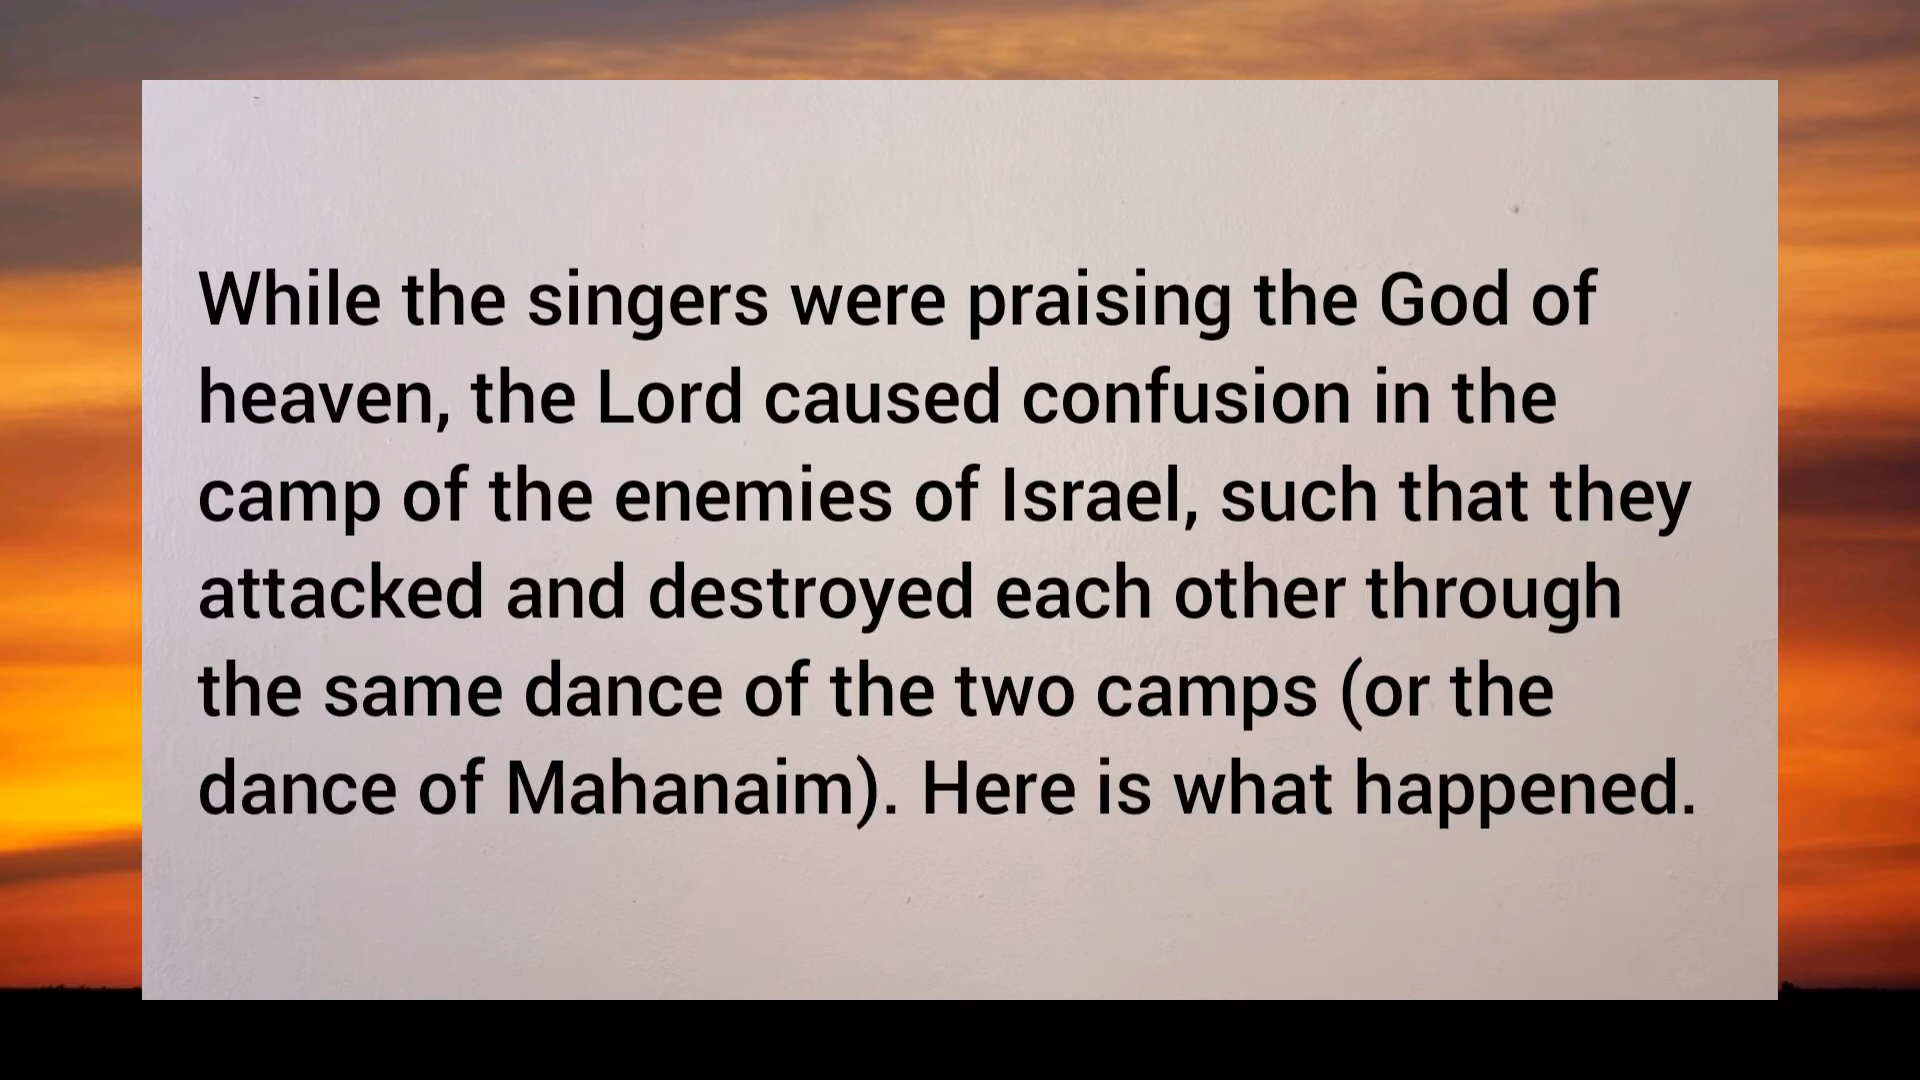 While the singers were praising the God of
heaven, the Lord caused confusion in the
camp of the enemies of Israel, such that they
attacked and destroyed each other through
the same dance of the two camps (or the
dance of Mahanaim). Here is what happened.